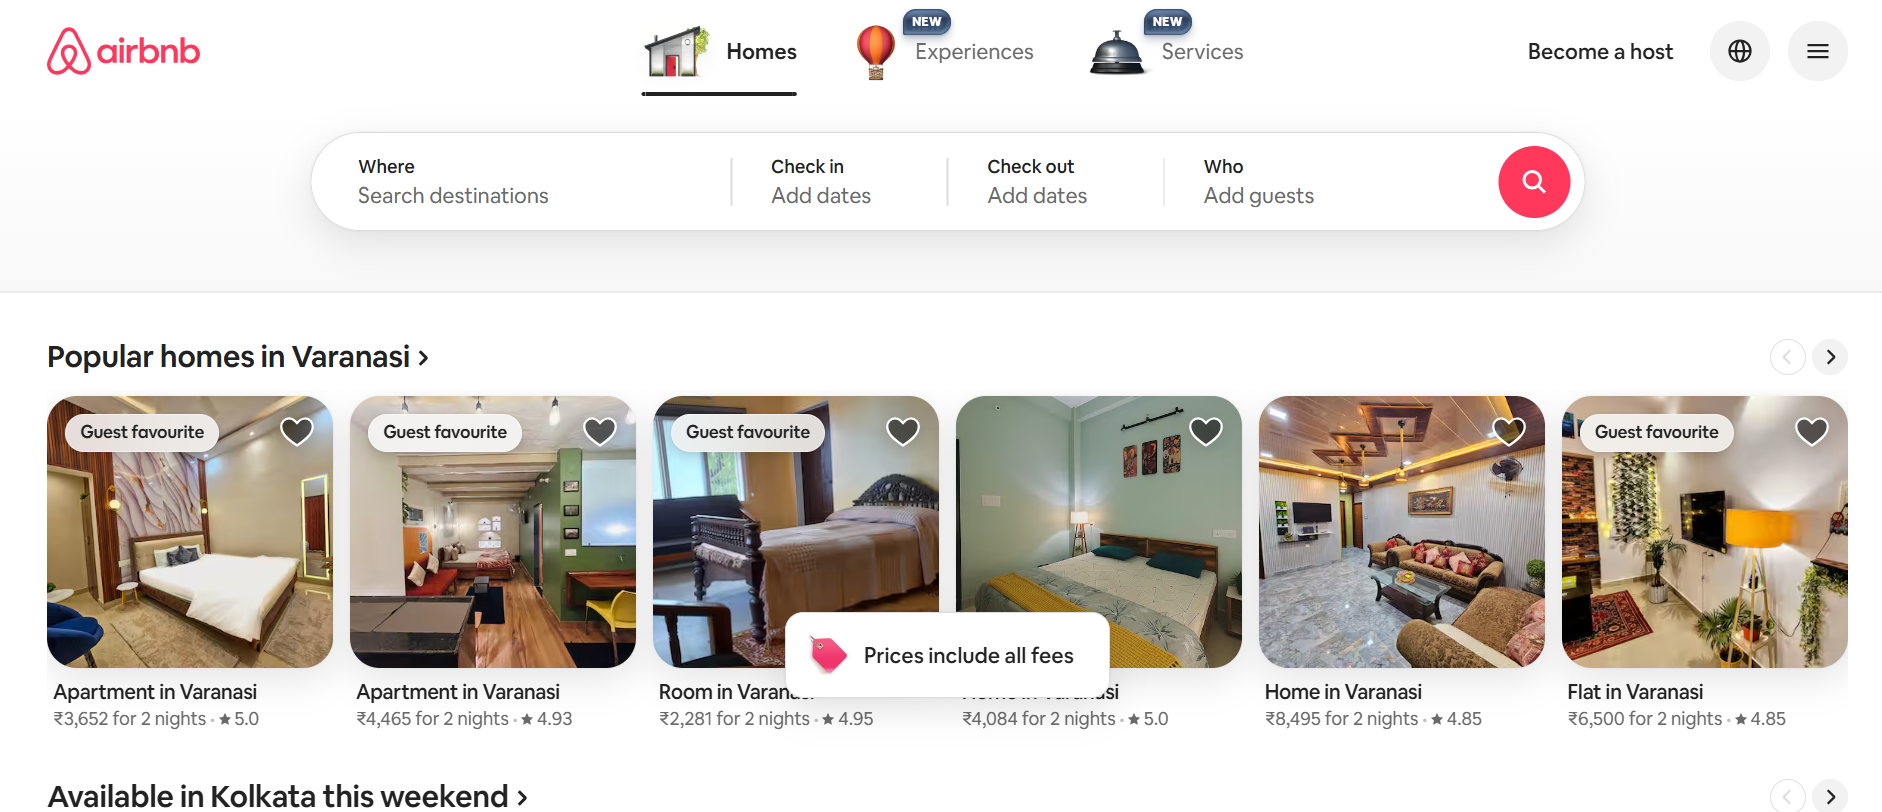 airbnb
Homes
NEW
Experiences
NEW
Services
Become a host
Where
Search destinations
Check in
Add dates
Check out
Add dates
Who
Add guests
Popular homes in Varanasi
Guest favourite
Guest favourite
Guest favourite
Guest favourite
Prices include all fees
Apartment in Varanasi
₹3,652 for 2 nights · ★ 5.0
Apartment in Varanasi
₹4,465 for 2 nights · ★ 4.93
Room in Varanasi
₹2,281 for 2 nights · ★ 4.95
Home in Varanasi
₹4,084 for 2 nights · ★ 5.0
Home in Varanasi
₹8,495 for 2 nights · ★ 4.85
Flat in Varanasi
₹6,500 for 2 nights · ★ 4.85
Available in Kolkata this weekend